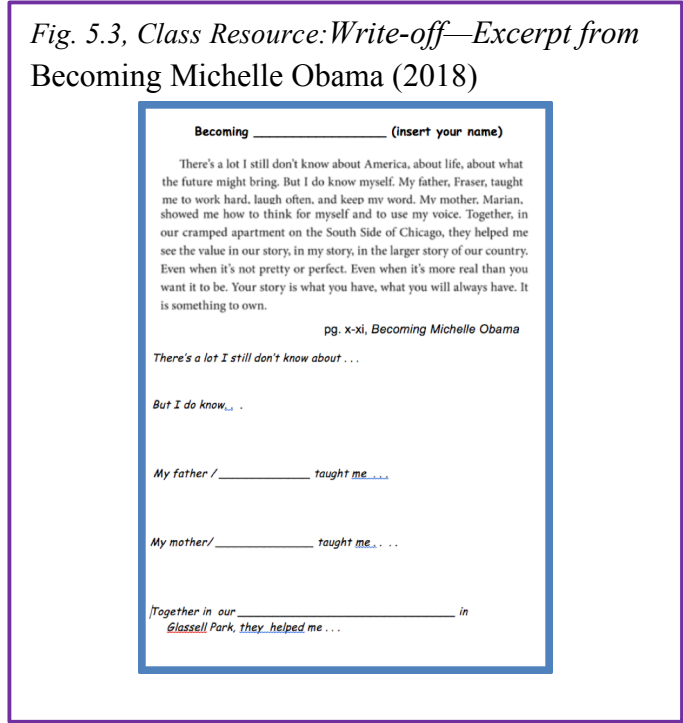 Fig. 5.3, Class Resource:Write-off—Excerpt from
Becoming Michelle Obama (2018)
Becoming __________________ (insert your name)
There's a lot I still don't know about America, about life, about what
the future might bring. But I do know myself. My father, Fraser, taught
me to work hard, laugh often, and keep my word. My mother, Marian,
showed me how to think for myself and to use my voice. Together, in
our cramped apartment on the South Side of Chicago, they helped me
see the value in our story, in my story, in the larger story of our country.
Even when it's not pretty or perfect. Even when it's more real than you
want it to be. Your story is what you have, what you will always have. It
is something to own.
pg. x-xi, Becoming Michelle Obama
There's a lot I still don't know about . . .
But I do know. . .
My father / ______________ taught me . . .
My mother/ ______________ taught me . . . .
Together in our ________________________________ in
Glassell Park, they helped me . . .